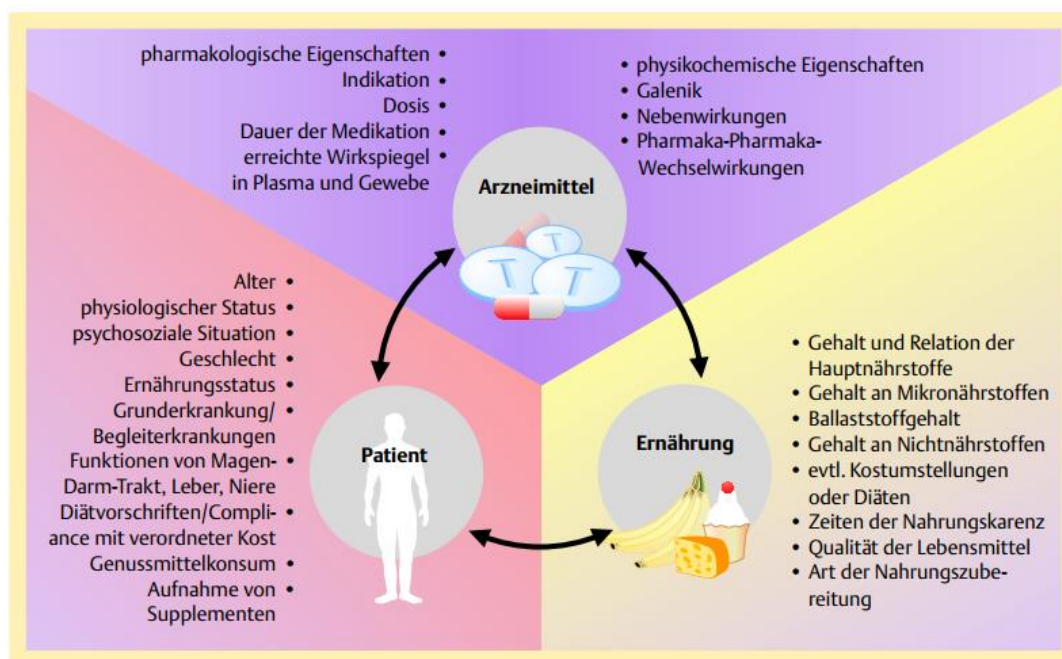 pharmakologische Eigenschaften •
Indikation •
Dosis •
Dauer der Medikation •
erreichte Wirkspiegel •
in Plasma und Gewebe
• physikochemische Eigenschaften
• Galenik
• Nebenwirkungen
• Pharmaka-Pharmaka-
Wechselwirkungen
Arzneimittel
T
T
T
Alter •
physiologischer Status •
psychosoziale Situation •
Geschlecht •
Ernährungsstatus •
Grunderkrankung/ •
Begleiterkrankungen
Funktionen von Magen- •
Darm-Trakt, Leber, Niere
Diätvorschriften/Compli- •
ance mit verordneter Kost
Genussmittelkonsum •
Aufnahme von •
Supplementen
Patient
Ernährung
• Gehalt und Relation der
Hauptnährstoffe
• Gehalt an Mikronährstoffen
• Ballaststoffgehalt
• Gehalt an Nichtnährstoffen
• evtl. Kostumstellungen
oder Diäten
• Zeiten der Nahrungskarenz
• Qualität der Lebensmittel
• Art der Nahrungszube-
reitung